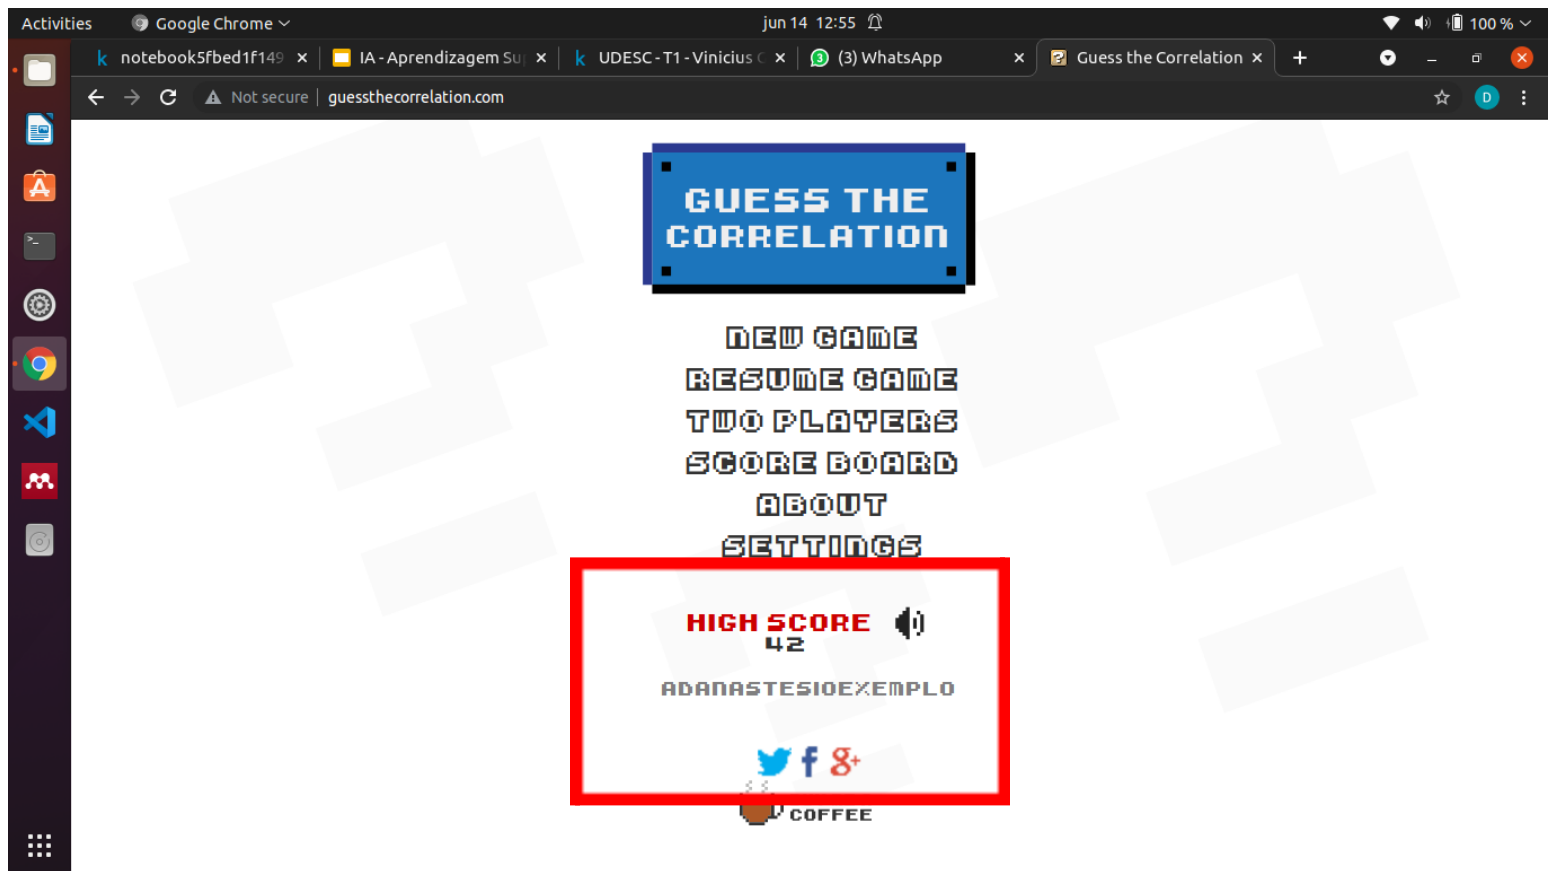 Activities Google Chrome jun 14 12:55 100 %
notebook5fbed1f149 IA - Aprendizagem Su UDESC - T1 - Vinicius C (3) WhatsApp Guess the Correlation
Not secure guessthecorrelation.com D
GUESS THE
CORRELATION
NEW GAME
RESUME GAME
TWO PLAYERS
SCORE BOARD
ABOUT
SETTINGS
HIGH SCORE
42
ADANASTESIOEXEMPLO
COFFEE